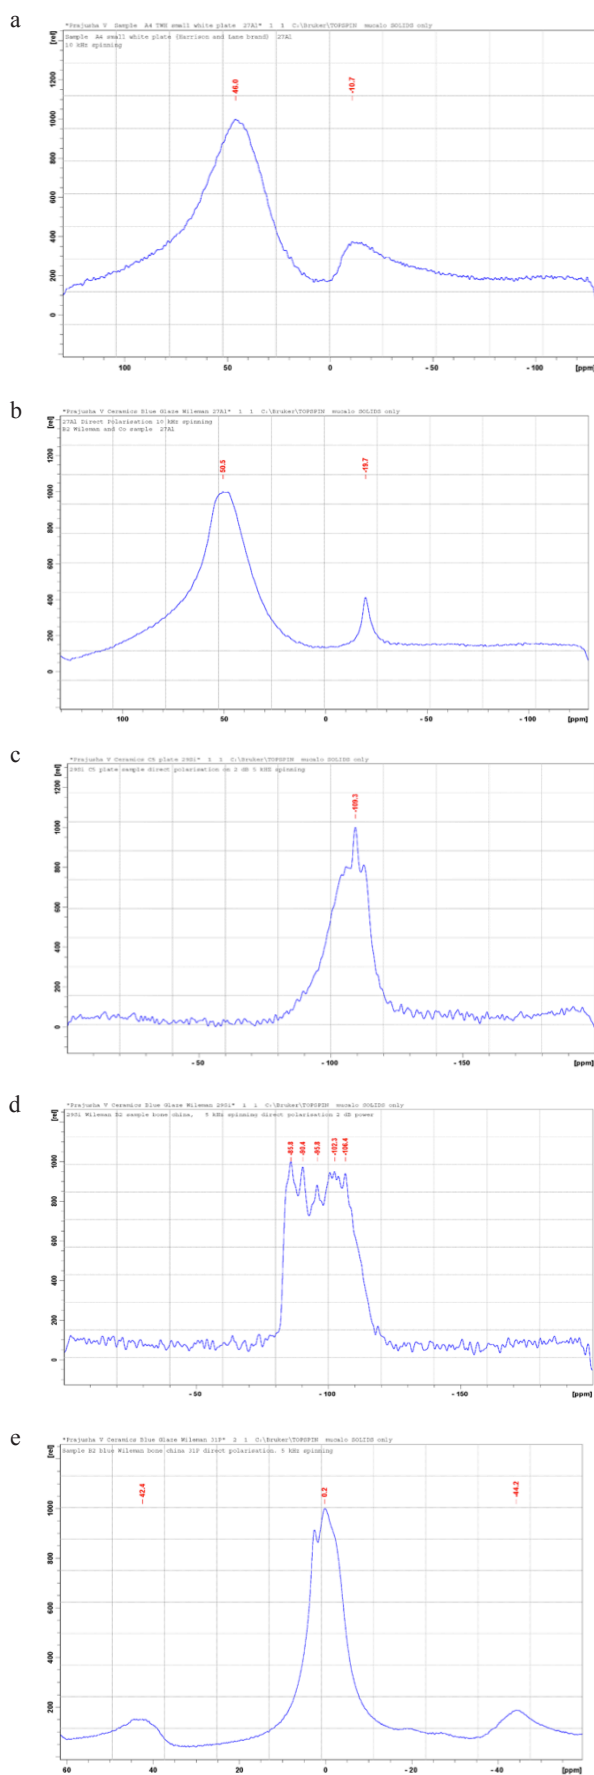 a
"Prajusha V Sample A4 TWE small white plate 27Al" 1 1 C:\Bruker\TOPSPIN mucalo SOLIDS only
Sample A4 small white plate (Harrison and Lane brand) 27Al
10 kHz spinning
46.0
-10.7
[rel]
1200
1000
800
600
400
200
0
100 50 0 -50 -100 [ppm]
b
"Prajusha V Ceramics Blue Glaze Wileman 27Al" 1 1 C:\Bruker\TOPSPIN mucalo SOLIDS only
27Al Direct Polarisation 10 kHz spinning
B2 Wileman and Co sample 27Al
50.5
-19.7
[rel]
1400
1200
1000
800
600
400
200
0
100 50 0 -50 -100 [ppm]
c
"Prajusha V Ceramics C5 plate 29Si" 1 1 C:\Bruker\TOPSPIN mucalo SOLIDS only
29Si C5 plate sample direct polarisation on 2 dB 5 kHZ spinning
-109.3
[rel]
1200
1000
800
600
400
200
0
-50 -100 -150 [ppm]
d
"Prajusha V Ceramics Blue Glaze Wileman 29Si" 1 1 C:\Bruker\TOPSPIN mucalo SOLIDS only
29Si Wileman B2 sample bone china, 5 kHz spinning direct polarisation 2 dB power
-85.8
-90.4
-95.8
-102.3
-106.4
[rel]
1200
1000
800
600
400
200
0
-50 -100 -150 [ppm]
e
"Prajusha V Ceramics Blue Glaze Wileman 31P" 2 1 C:\Bruker\TOPSPIN mucalo SOLIDS only
Sample B2 blue Wileman bone china 31P direct polarisation. 5 kHz spinning
42.4
0.2
-44.2
[rel]
1200
1000
800
600
400
200
60 40 20 0 -20 -40 [ppm]